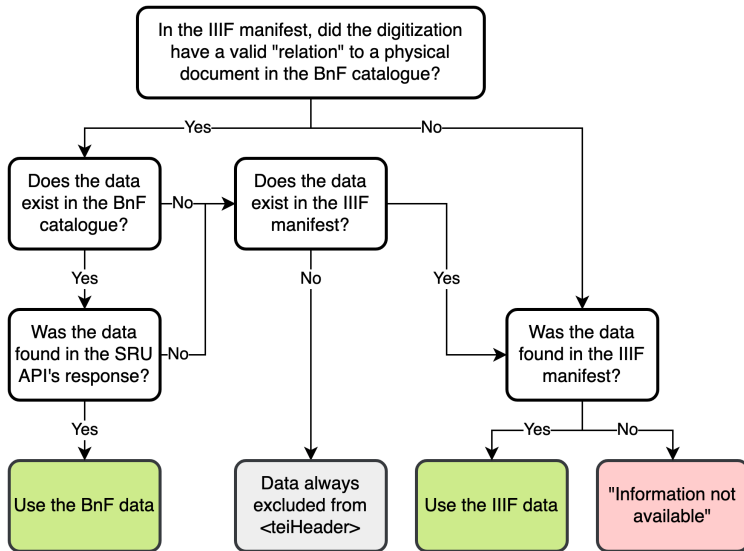 In the IIIF manifest, did the digitization
have a valid "relation" to a physical
document in the BnF catalogue?
Yes
No
Does the data
exist in the BnF
catalogue?
No
Does the data
exist in the IIIF
manifest?
Yes
No
Yes
Was the data
found in the SRU
API's response?
No
Was the data
found in the IIIF
manifest?
Yes
Yes
No
Use the BnF data
Data always
excluded from
<teiHeader>
Use the IIIF data
"Information not
available"